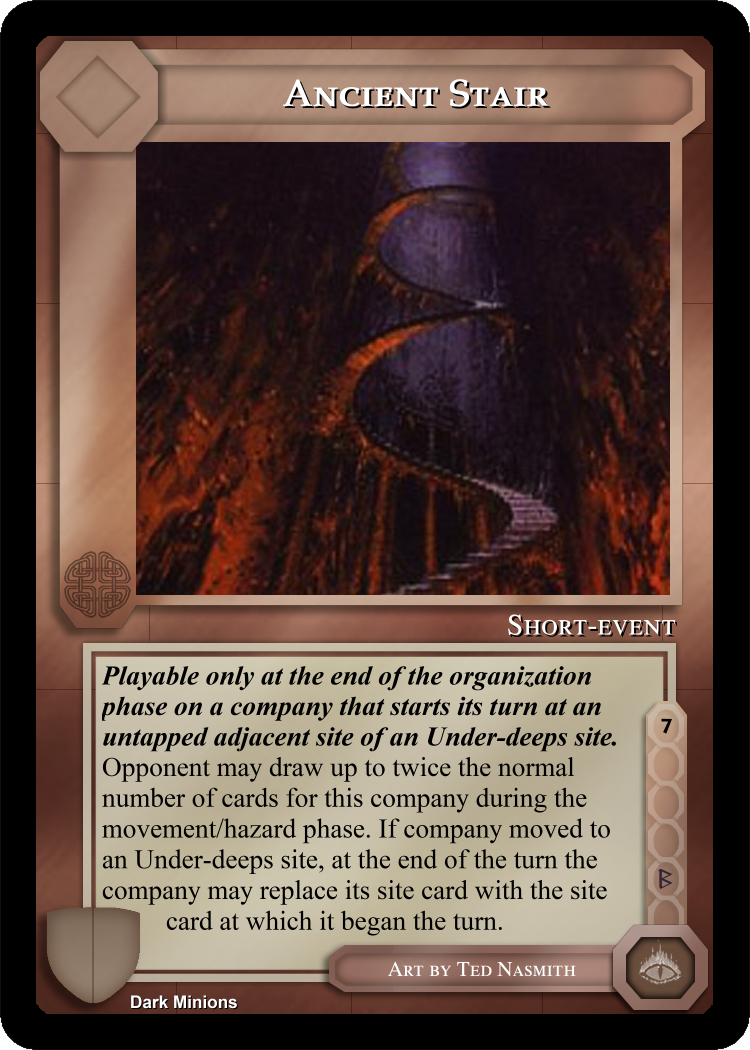 Ancient Stair
Short-event
Playable only at the end of the organization
phase on a company that starts its turn at an
untapped adjacent site of an Under-deeps site.
Opponent may draw up to twice the normal
number of cards for this company during the
movement/hazard phase. If company moved to
an Under-deeps site, at the end of the turn the
company may replace its site card with the site
card at which it began the turn.
7
ᛒ
Art by Ted Nasmith
Dark Minions